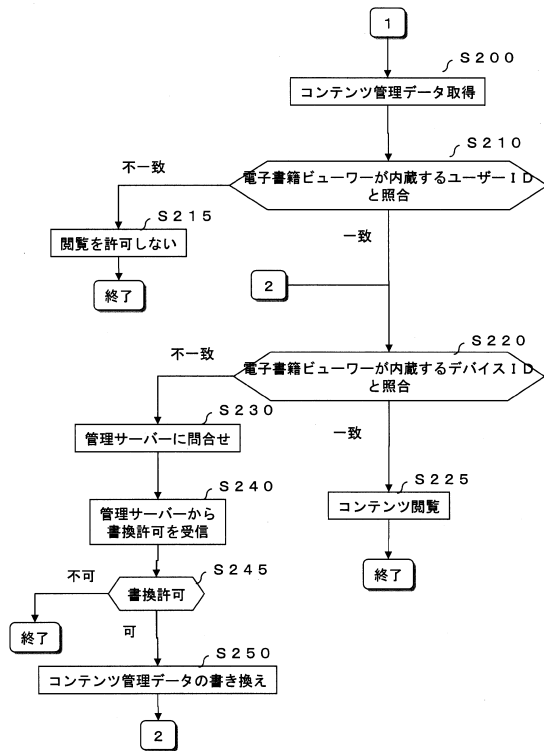 1
S200
コンテンツ管理データ取得
S210
不一致
電子書籍ビューワーが内蔵するユーザーID
と照合
S215
一致
閲覧を許可しない
終了
2
S220
不一致
電子書籍ビューワーが内蔵するデバイスID
と照合
S230
一致
管理サーバーに問合せ
S240
S225
管理サーバーから
書換許可を受信
コンテンツ閲覧
S245
不可
書換許可
終了
終了
可
S250
コンテンツ管理データの書き換え
2